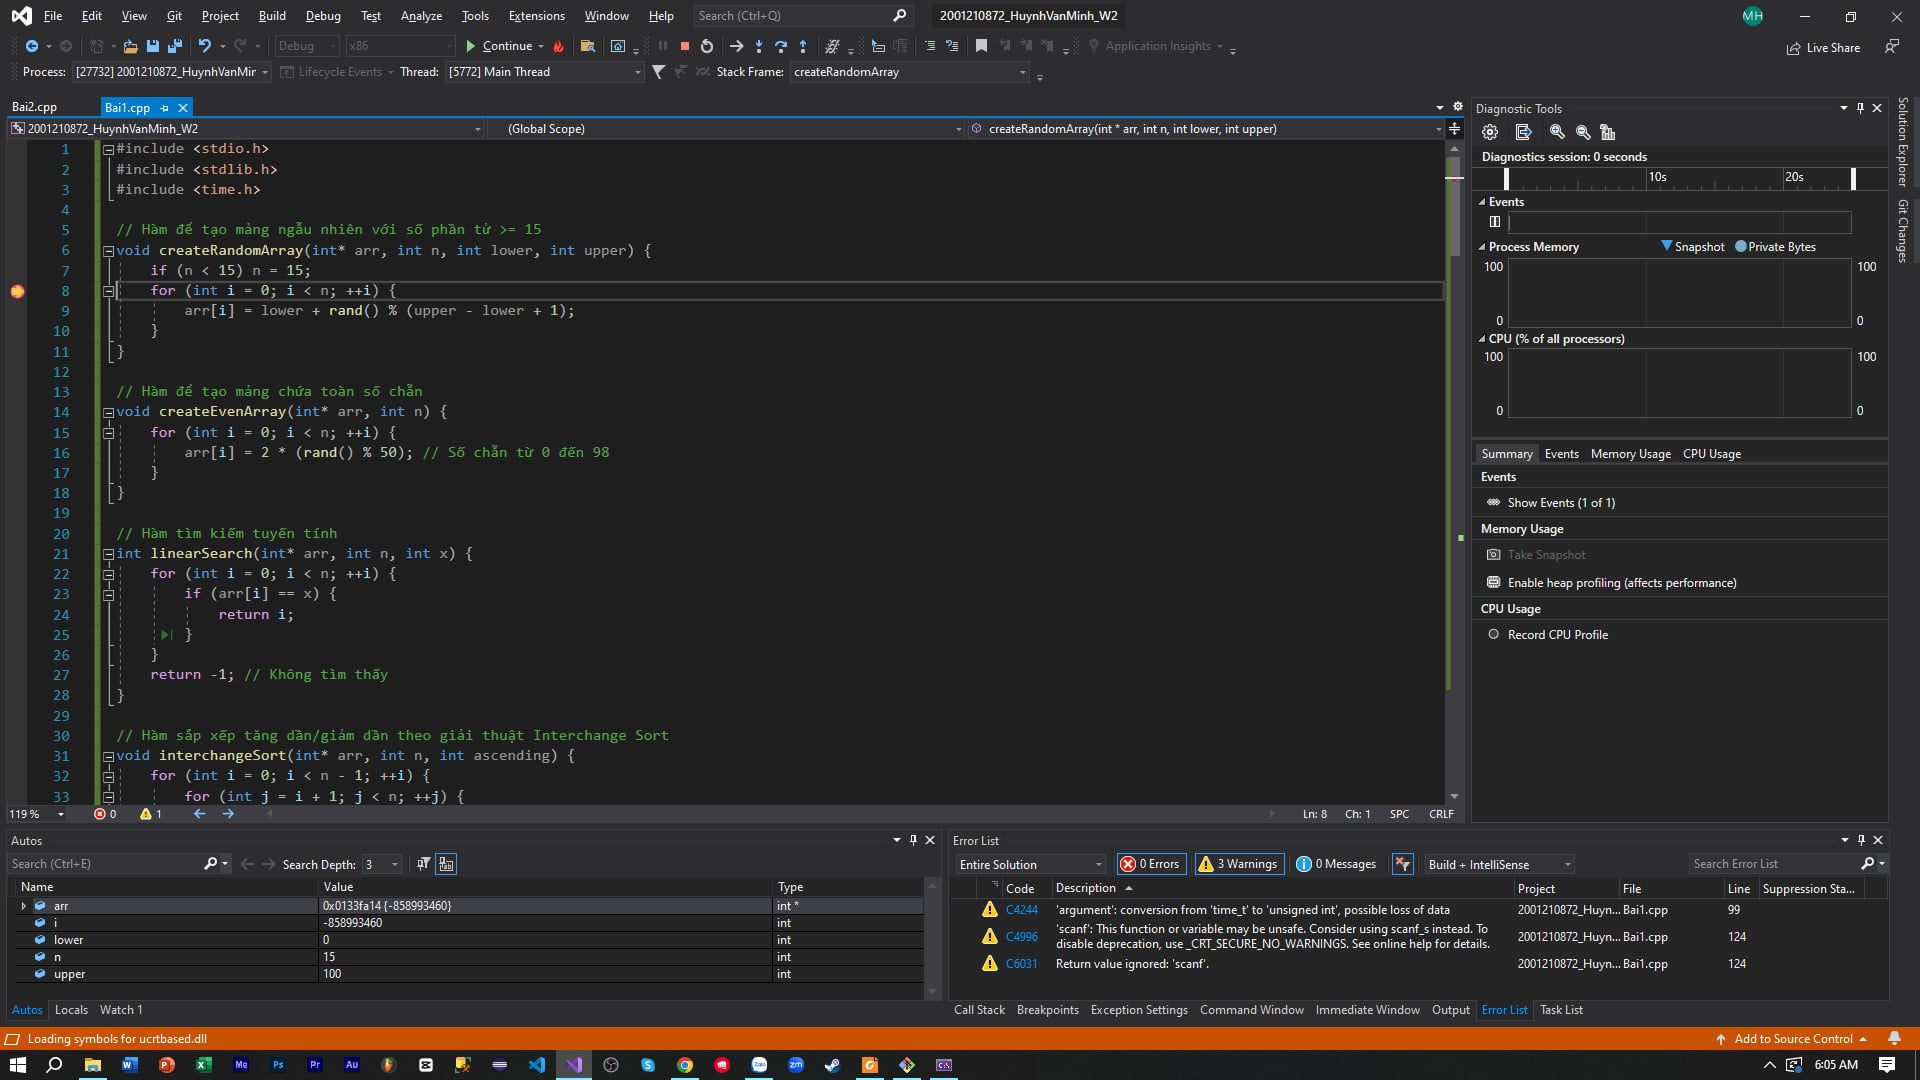 File Edit View Git Project Build Debug Test Analyze Tools Extensions Window Help Search (Ctrl+Q) 2001210872_HuynhVanMinh_W2 MH
Debug x86 Continue Application Insights Live Share
Process: [27732] 2001210872_HuynhVanMir Lifecycle Events Thread: [5772] Main Thread Stack Frame: createRandomArray
Bai2.cpp Bai1.cpp
2001210872_HuynhVanMinh_W2 (Global Scope) createRandomArray(int * arr, int n, int lower, int upper)
1 #include <stdio.h>
2 #include <stdlib.h>
3 #include <time.h>
4
5 // Hàm để tạo mảng ngẫu nhiên với số phần tử >= 15
6 void createRandomArray(int* arr, int n, int lower, int upper) {
7 if (n < 15) n = 15;
8 for (int i = 0; i < n; ++i) {
9 arr[i] = lower + rand() % (upper - lower + 1);
10 }
11 }
12
13 // Hàm để tạo mảng chứa toàn số chẵn
14 void createEvenArray(int* arr, int n) {
15 for (int i = 0; i < n; ++i) {
16 arr[i] = 2 * (rand() % 50); // Số chẵn từ 0 đến 98
17 }
18 }
19
20 // Hàm tìm kiếm tuyến tính
21 int linearSearch(int* arr, int n, int x) {
22 for (int i = 0; i < n; ++i) {
23 if (arr[i] == x) {
24 return i;
25 }
26 }
27 return -1; // Không tìm thấy
28 }
29
30 // Hàm sắp xếp tăng dần/giảm dần theo giải thuật Interchange Sort
31 void interchangeSort(int* arr, int n, int ascending) {
32 for (int i = 0; i < n - 1; ++i) {
33 for (int j = i + 1; j < n; ++j) {
119 % 0 1 Ln: 8 Ch: 1 SPC CRLF
Diagnostic Tools
Diagnostics session: 0 seconds
10s 20s
Events
Process Memory Snapshot Private Bytes
100 100
0 0
CPU (% of all processors)
100 100
0 0
Summary Events Memory Usage CPU Usage
Events
Show Events (1 of 1)
Memory Usage
Take Snapshot
Enable heap profiling (affects performance)
CPU Usage
Record CPU Profile
Solution Explorer
Git Changes
Autos
Search (Ctrl+E) Search Depth: 3
Name Value Type
arr 0x0133fa14 {-858993460} int *
i -858993460 int
lower 0 int
n 15 int
upper 100 int
Autos Locals Watch 1
Error List
Entire Solution 0 Errors 3 Warnings 0 Messages Build + IntelliSense Search Error List
Code Description Project File Line Suppression Sta...
C4244 'argument': conversion from 'time_t' to 'unsigned int', possible loss of data 2001210872_Huyn... Bai1.cpp 99
C4996 'scanf': This function or variable may be unsafe. Consider using scanf_s instead. To disable deprecation, use _CRT_SECURE_NO_WARNINGS. See online help for details. 2001210872_Huyn... Bai1.cpp 124
C6031 Return value ignored: 'scanf'. 2001210872_Huyn... Bai1.cpp 124
Call Stack Breakpoints Exception Settings Command Window Immediate Window Output Error List Task List
Loading symbols for ucrtbased.dll Add to Source Control
6:05 AM